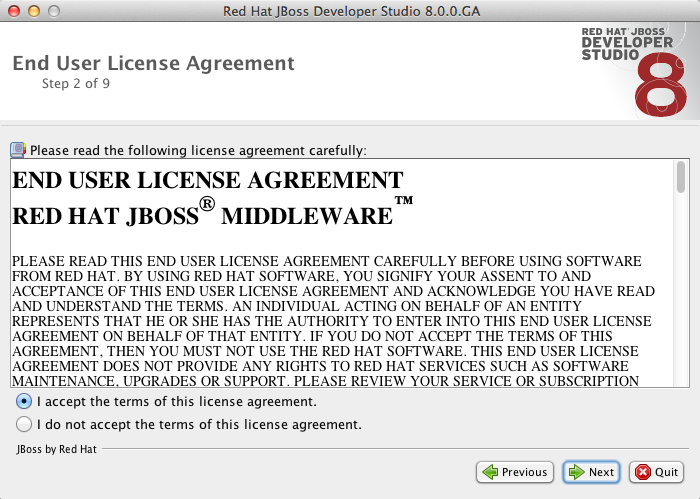 Red Hat JBoss Developer Studio 8.0.0.GA
End User License Agreement
Step 2 of 9
RED HAT JBOSS
DEVELOPER
STUDIO
8
Please read the following license agreement carefully:
END USER LICENSE AGREEMENT
RED HAT JBOSS® MIDDLEWARE™
PLEASE READ THIS END USER LICENSE AGREEMENT CAREFULLY BEFORE USING SOFTWARE
FROM RED HAT. BY USING RED HAT SOFTWARE, YOU SIGNIFY YOUR ASSENT TO AND
ACCEPTANCE OF THIS END USER LICENSE AGREEMENT AND ACKNOWLEDGE YOU HAVE READ
AND UNDERSTAND THE TERMS. AN INDIVIDUAL ACTING ON BEHALF OF AN ENTITY
REPRESENTS THAT HE OR SHE HAS THE AUTHORITY TO ENTER INTO THIS END USER LICENSE
AGREEMENT ON BEHALF OF THAT ENTITY. IF YOU DO NOT ACCEPT THE TERMS OF THIS
AGREEMENT, THEN YOU MUST NOT USE THE RED HAT SOFTWARE. THIS END USER LICENSE
AGREEMENT DOES NOT PROVIDE ANY RIGHTS TO RED HAT SERVICES SUCH AS SOFTWARE
MAINTENANCE, UPGRADES OR SUPPORT. PLEASE REVIEW YOUR SERVICE OR SUBSCRIPTION
I accept the terms of this license agreement.
I do not accept the terms of this license agreement.
JBoss by Red Hat
Previous
Next
Quit